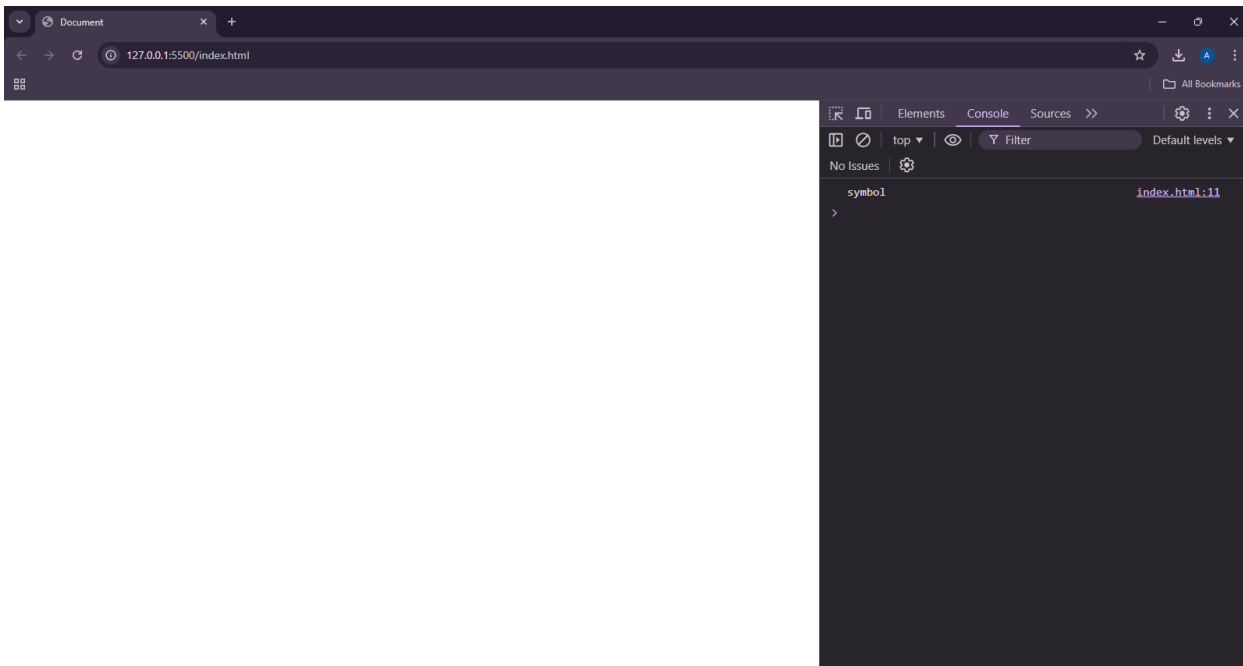 Document
127.0.0.1:5500/index.html
A
All Bookmarks
Elements Console Sources
top Filter Default levels
No Issues
symbol index.html:11